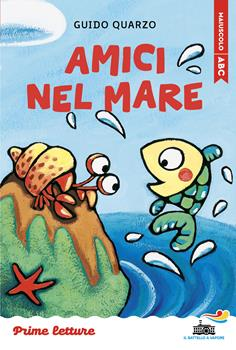 GUIDO QUARZO
MAIUSCOLO
ABC
AMICI
NEL MARE
Prime letture
IL BATTELLO A VAPORE